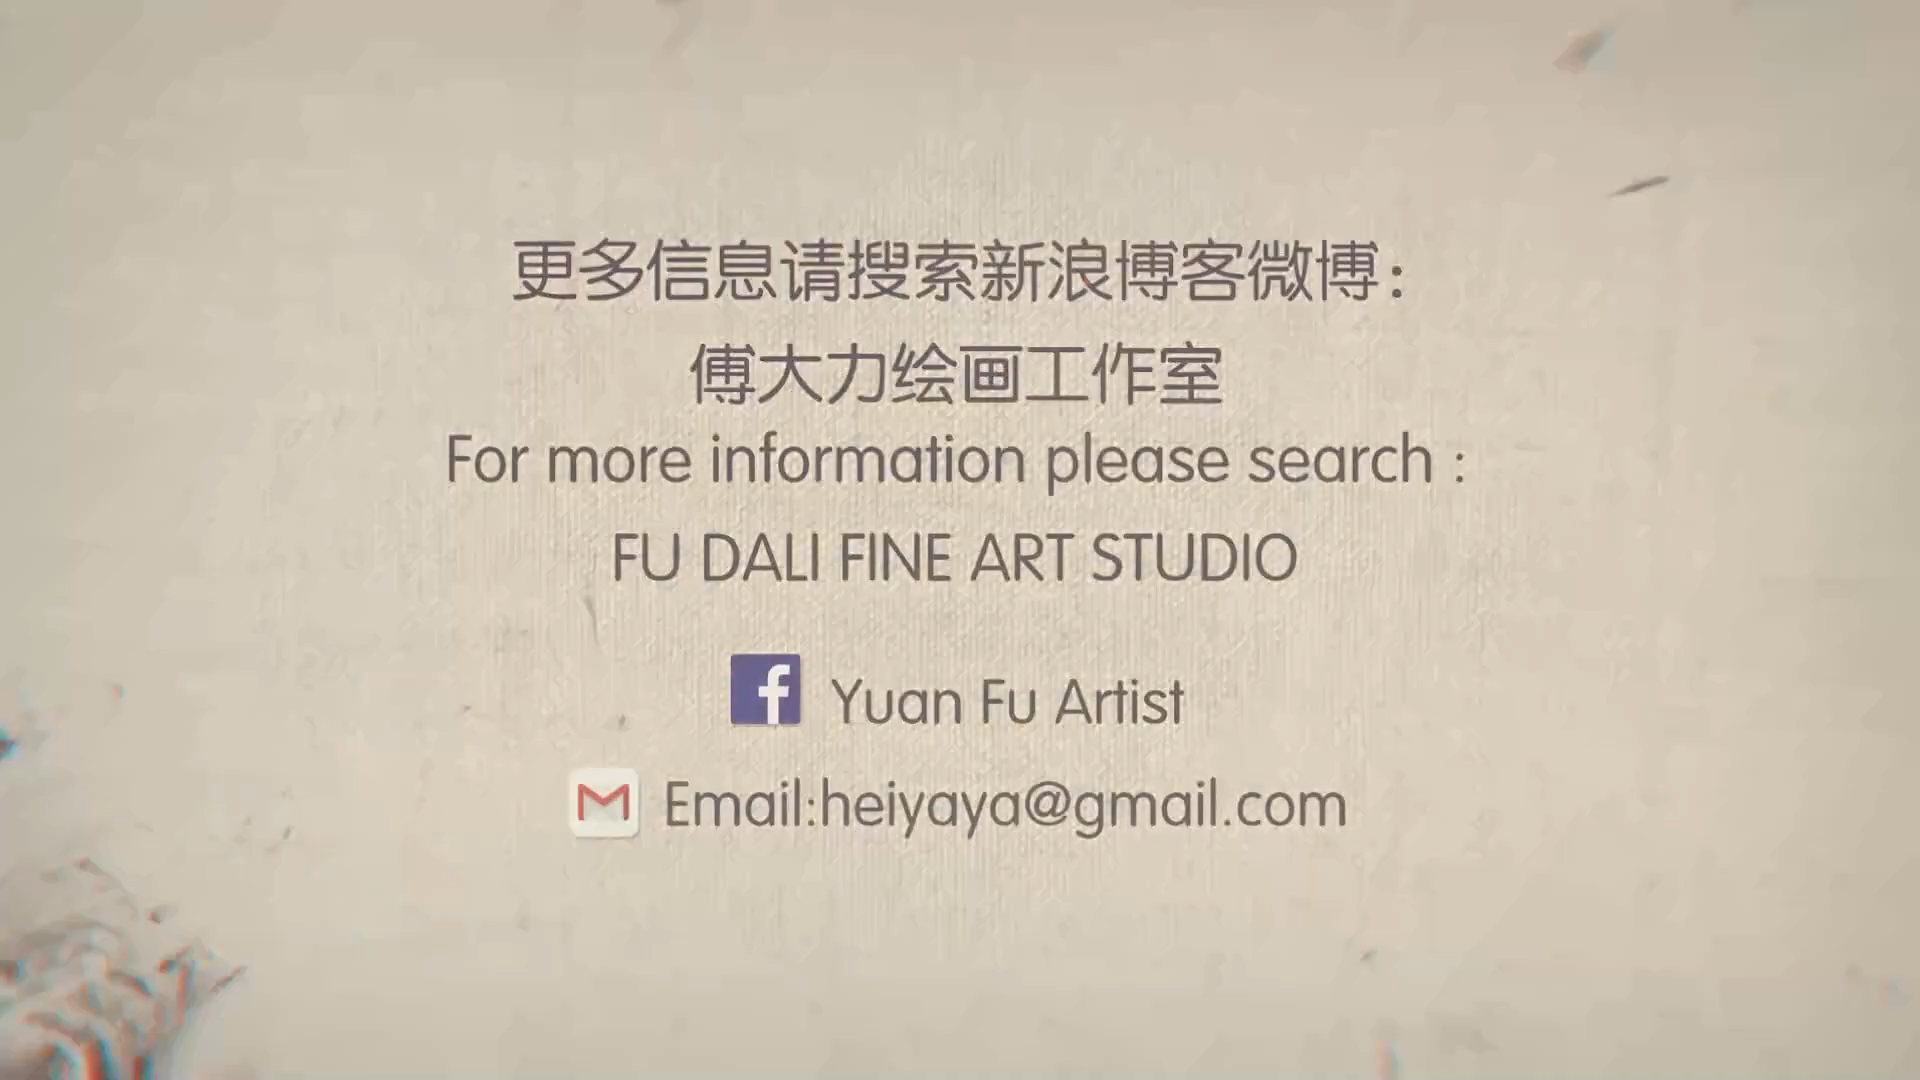 更多信息请搜索新浪博客微博:
傅大力绘画工作室
For more information please search :
FU DALI FINE ART STUDIO
Yuan Fu Artist
Email:heiyaya@gmail.com